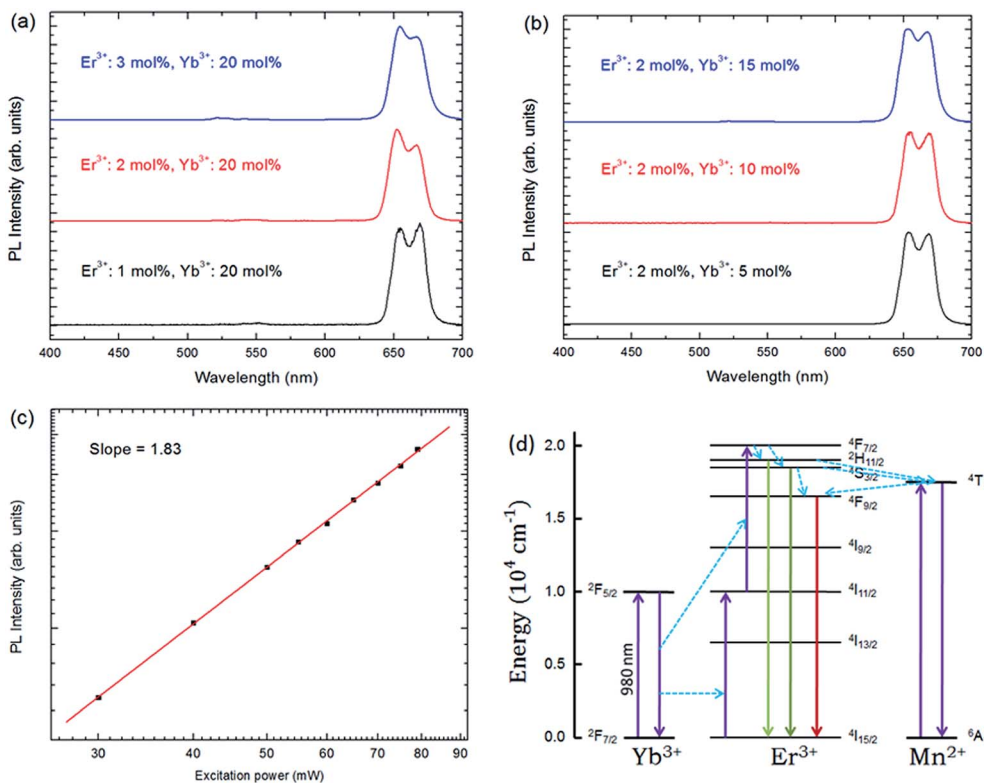 (a)
Er³⁺: 3 mol%, Yb³⁺: 20 mol%
Er³⁺: 2 mol%, Yb³⁺: 20 mol%
Er³⁺: 1 mol%, Yb³⁺: 20 mol%
PL Intensity (arb. units)
400 450 500 550 600 650 700
Wavelength (nm)
(b)
Er³⁺: 2 mol%, Yb³⁺: 15 mol%
Er³⁺: 2 mol%, Yb³⁺: 10 mol%
Er³⁺: 2 mol%, Yb³⁺: 5 mol%
PL Intensity (arb. units)
400 450 500 550 600 650 700
Wavelength (nm)
(c)
Slope = 1.83
PL Intensity (arb. units)
30 40 50 60 70 80 90
Excitation power (mW)
(d)
Energy (10⁴ cm⁻¹)
2.0
1.5
1.0
0.5
0.0
²F₅/₂
980 nm
²F₇/₂
Yb³⁺
⁴F₇/₂
²H₁₁/₂
⁴S₃/₂
⁴F₉/₂
⁴I₉/₂
⁴I₁₁/₂
⁴I₁₃/₂
⁴I₁₅/₂
Er³⁺
⁴T
⁶A
Mn²⁺